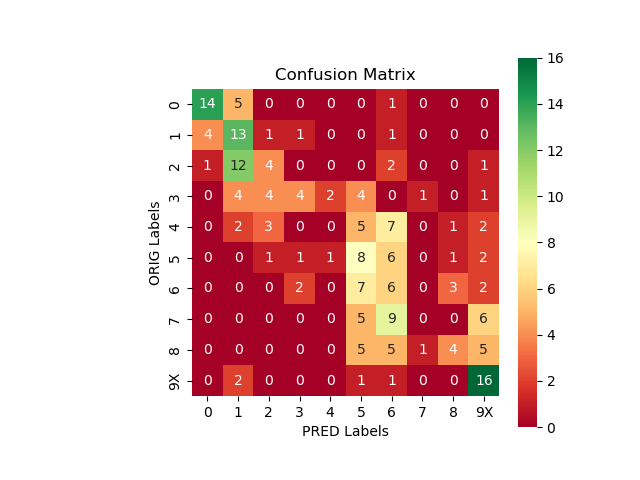 Confusion Matrix
ORIG Labels
0 14 5 0 0 0 0 1 0 0 0
1 4 13 1 1 0 0 1 0 0 0
2 1 12 4 0 0 0 2 0 0 1
3 0 4 4 4 2 4 0 1 0 1
4 0 2 3 0 0 5 7 0 1 2
5 0 0 1 1 1 8 6 0 1 2
6 0 0 0 2 0 7 6 0 3 2
7 0 0 0 0 0 5 9 0 0 6
8 0 0 0 0 0 5 5 1 4 5
9X 0 2 0 0 0 1 1 0 0 16
0 1 2 3 4 5 6 7 8 9X
PRED Labels
16
14
12
10
8
6
4
2
0